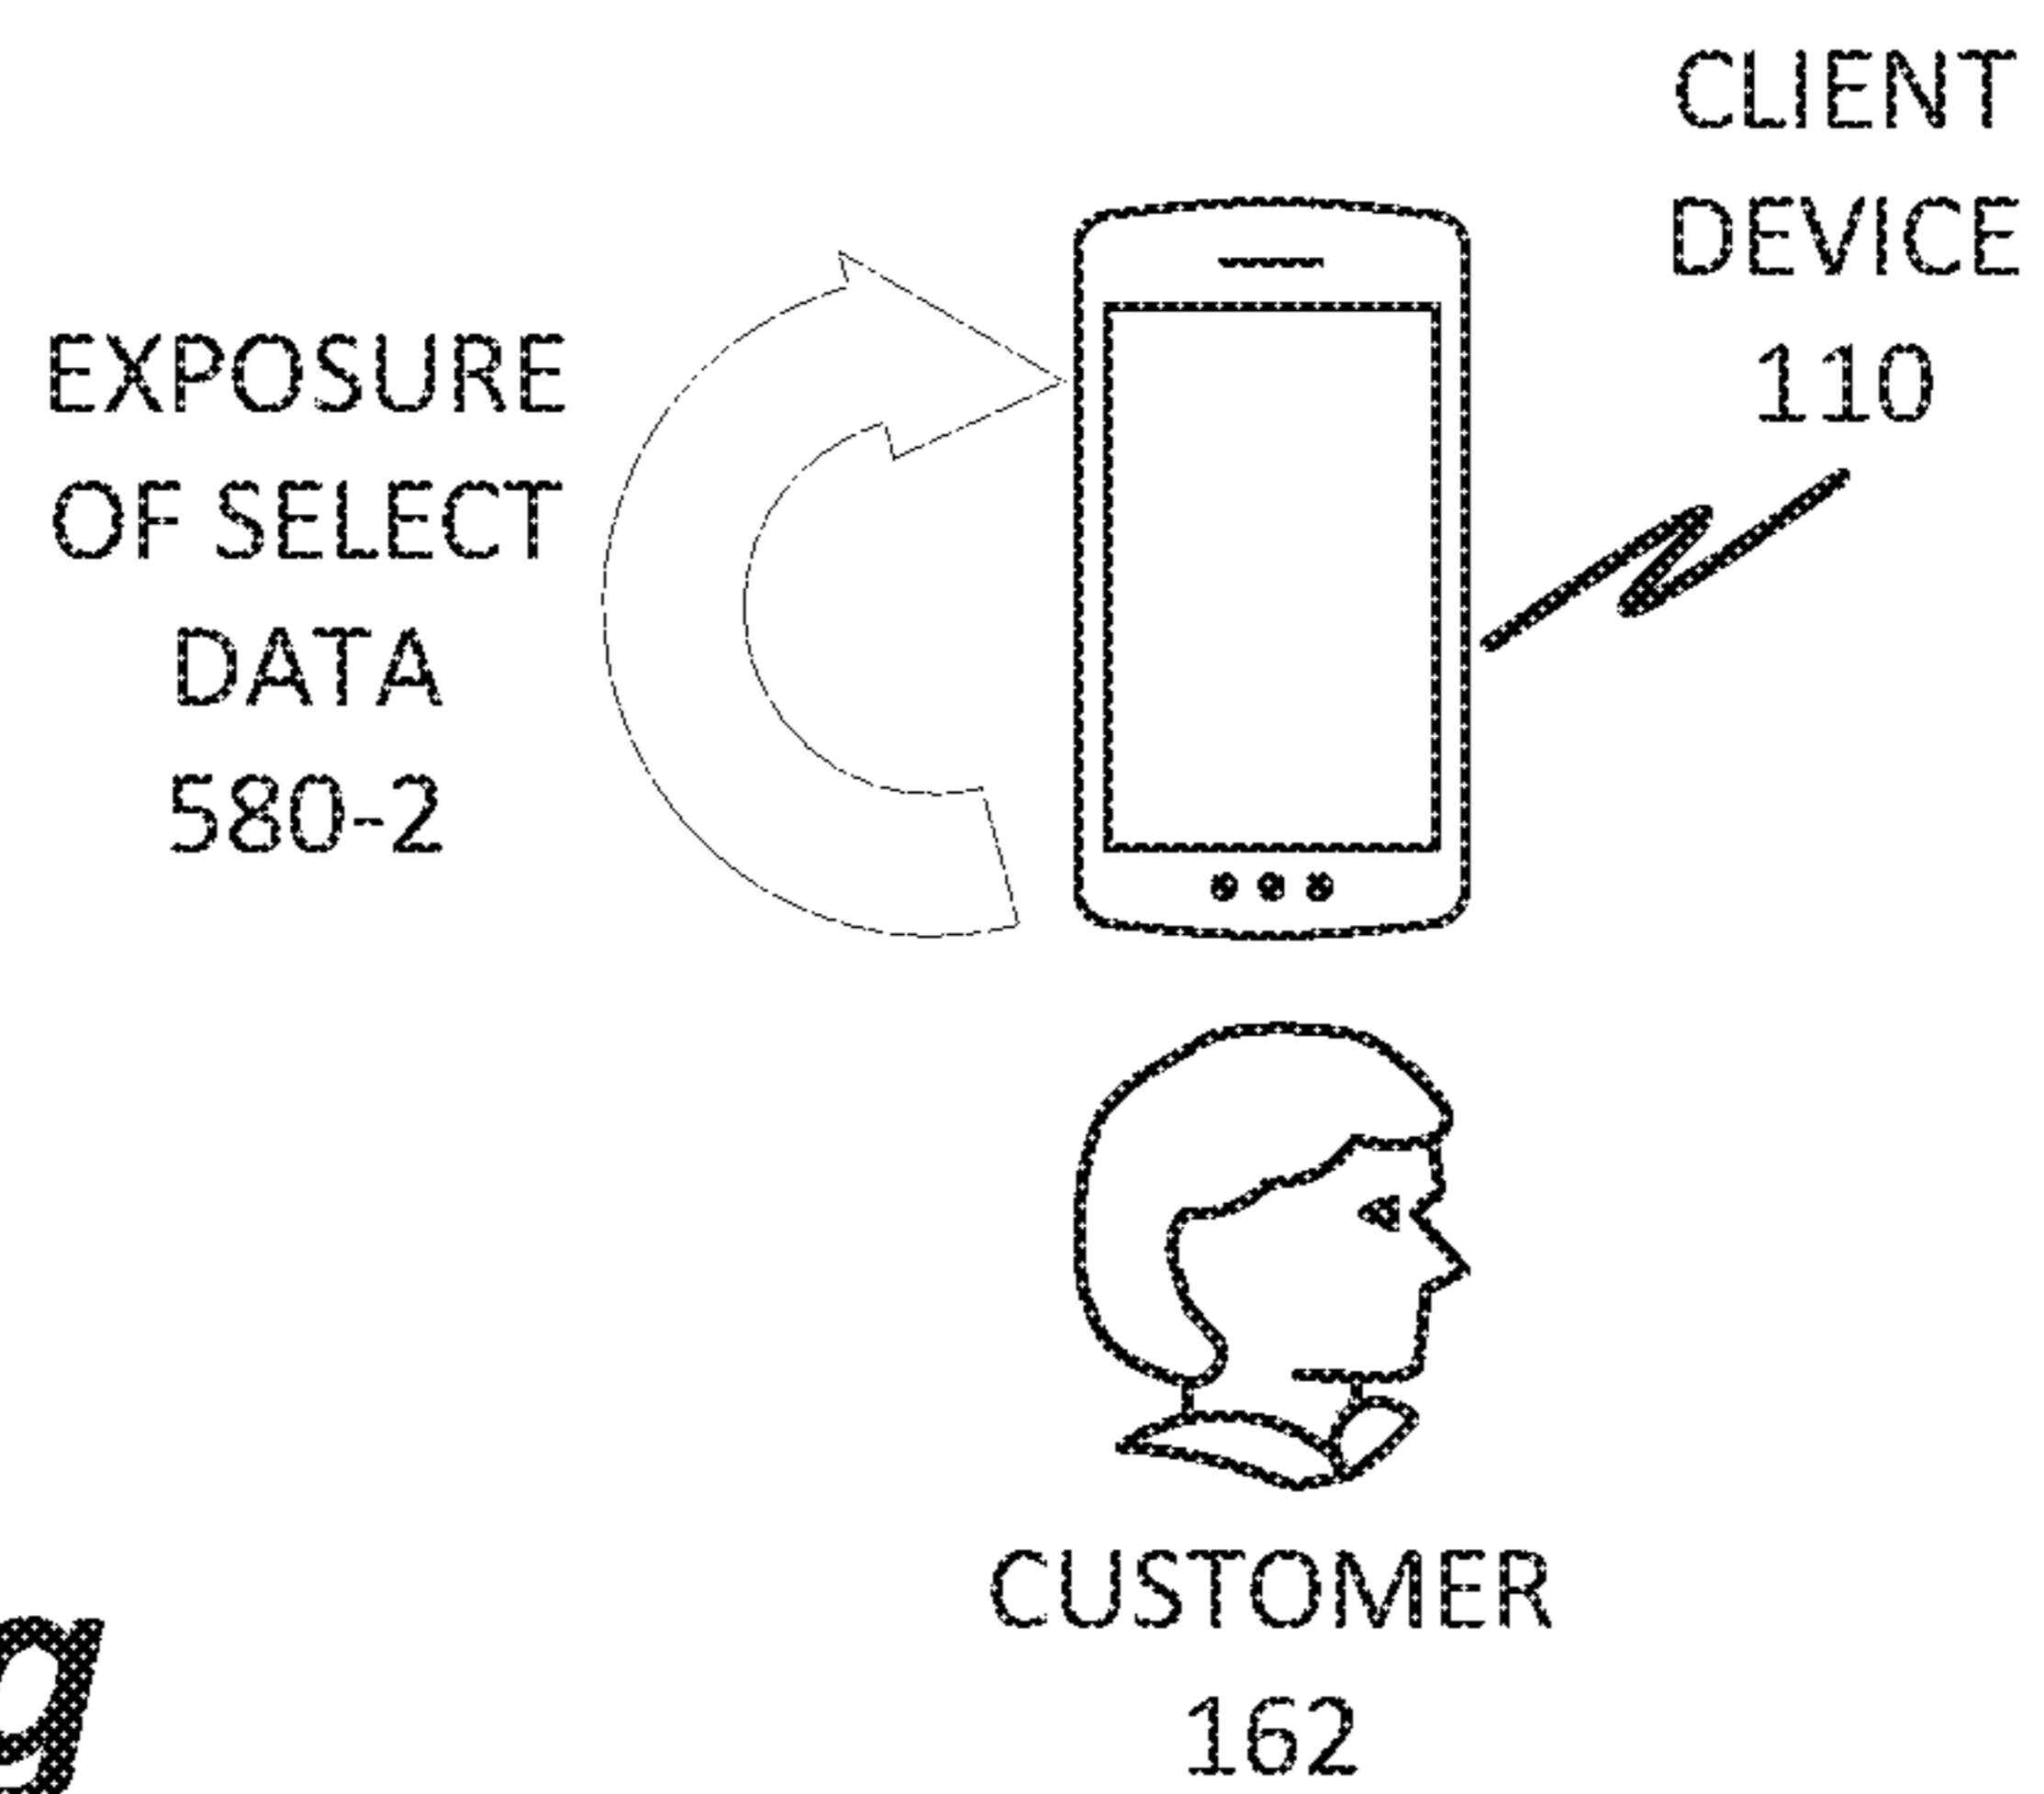 CLIENT
DEVICE
110
EXPOSURE
OF SELECT
DATA
580-2
CUSTOMER
162
g